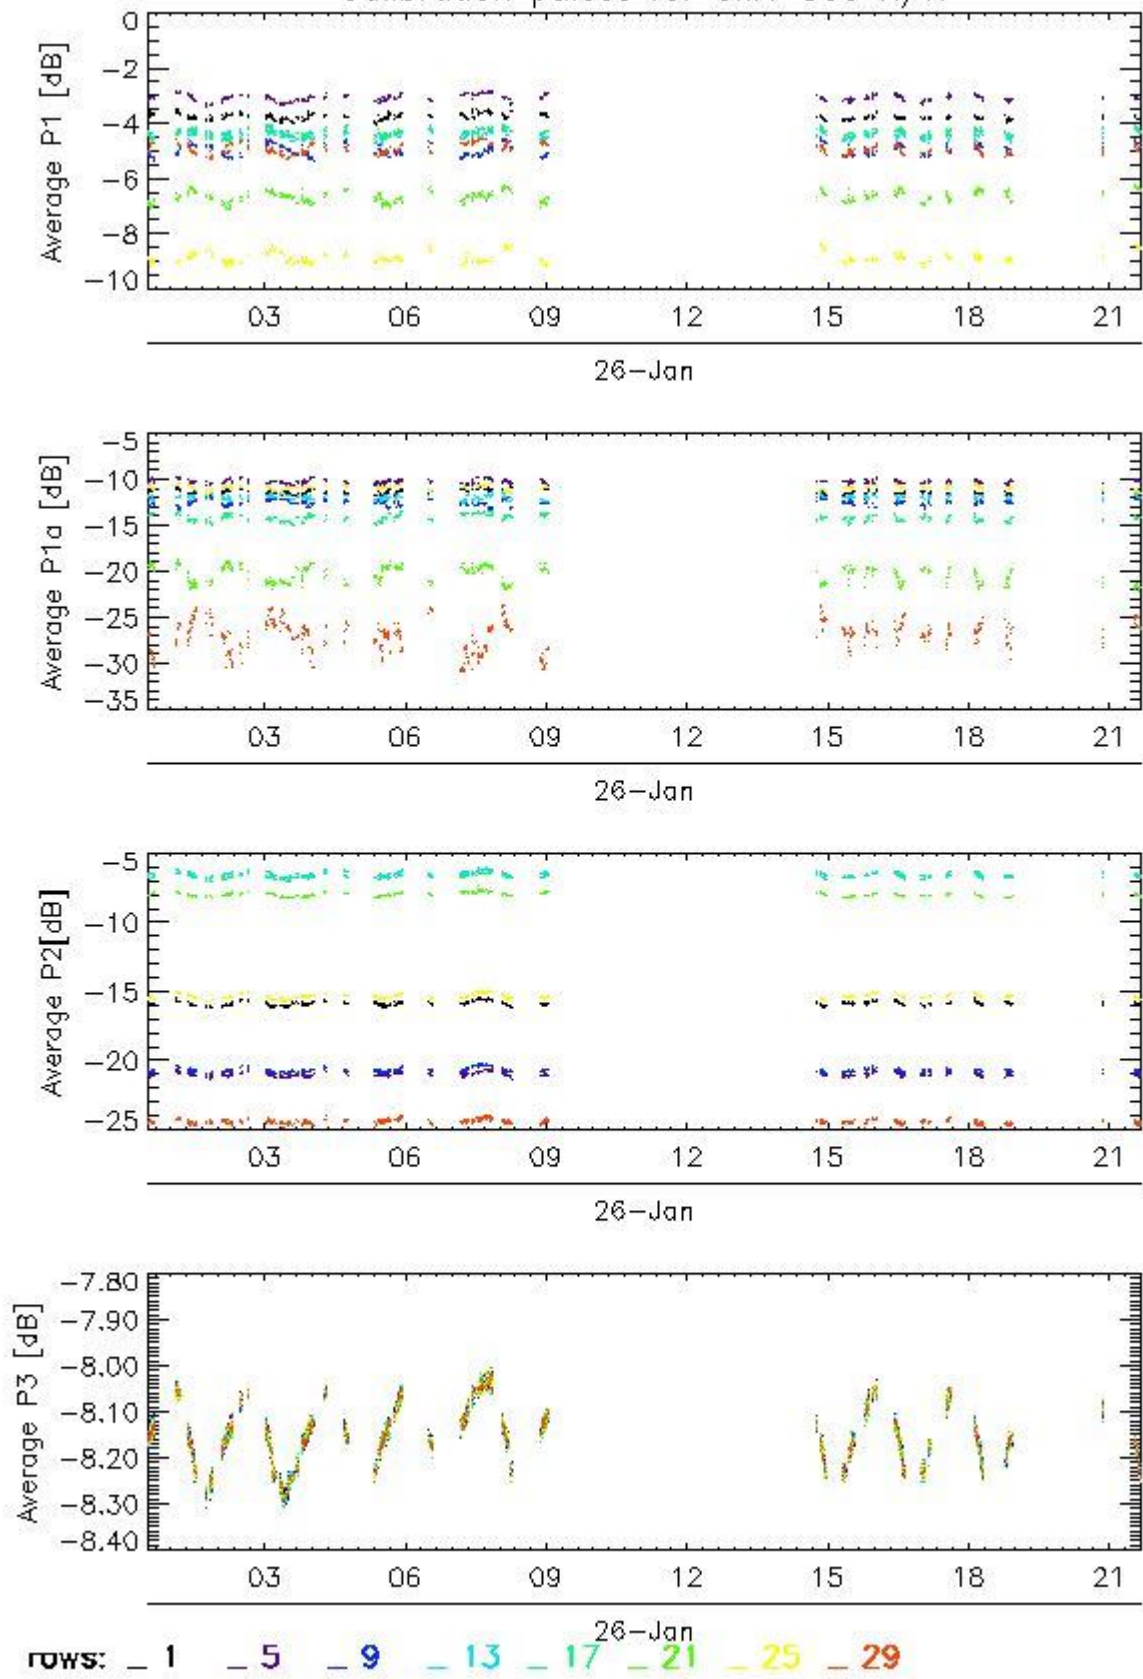 Average P1 [dB]
0
−2
−4
−6
−8
−10
03 06 09 12 15 18 21
26−Jan
Average P1a [dB]
−5
−10
−15
−20
−25
−30
−35
03 06 09 12 15 18 21
26−Jan
Average P2[dB]
−5
−10
−15
−20
−25
03 06 09 12 15 18 21
26−Jan
Average P3 [dB]
−7.80
−7.90
−8.00
−8.10
−8.20
−8.30
−8.40
03 06 09 12 15 18 21
26−Jan
rows: _ 1 _ 5 _ 9 _ 13 _ 17 _ 21 _ 25 _ 29